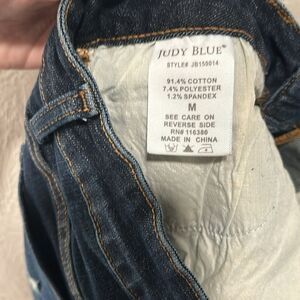 JUDY BLUE®
STYLE# JB150014
91.4% COTTON
7.4% POLYESTER
1.2% SPANDEX
M
SEE CARE ON
REVERSE SIDE
RN# 116380
MADE IN CHINA